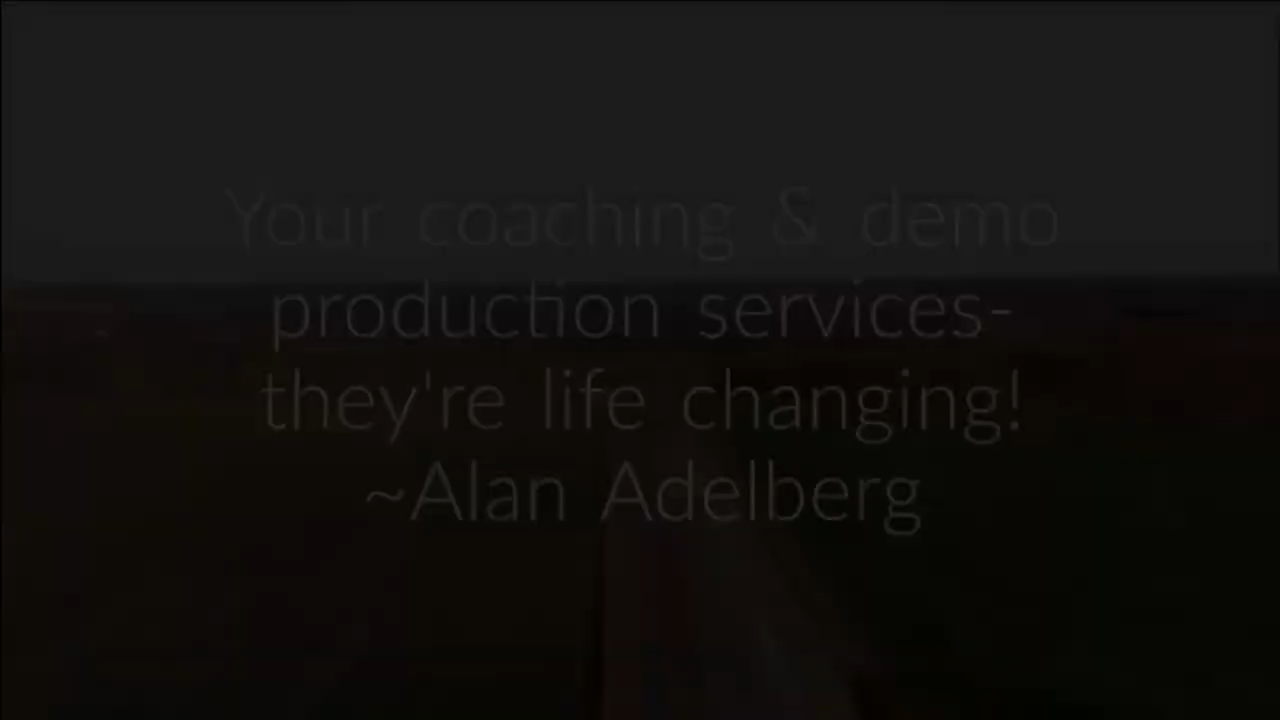 Your coaching & demo
production services-
they're life changing!
~Alan Adelberg